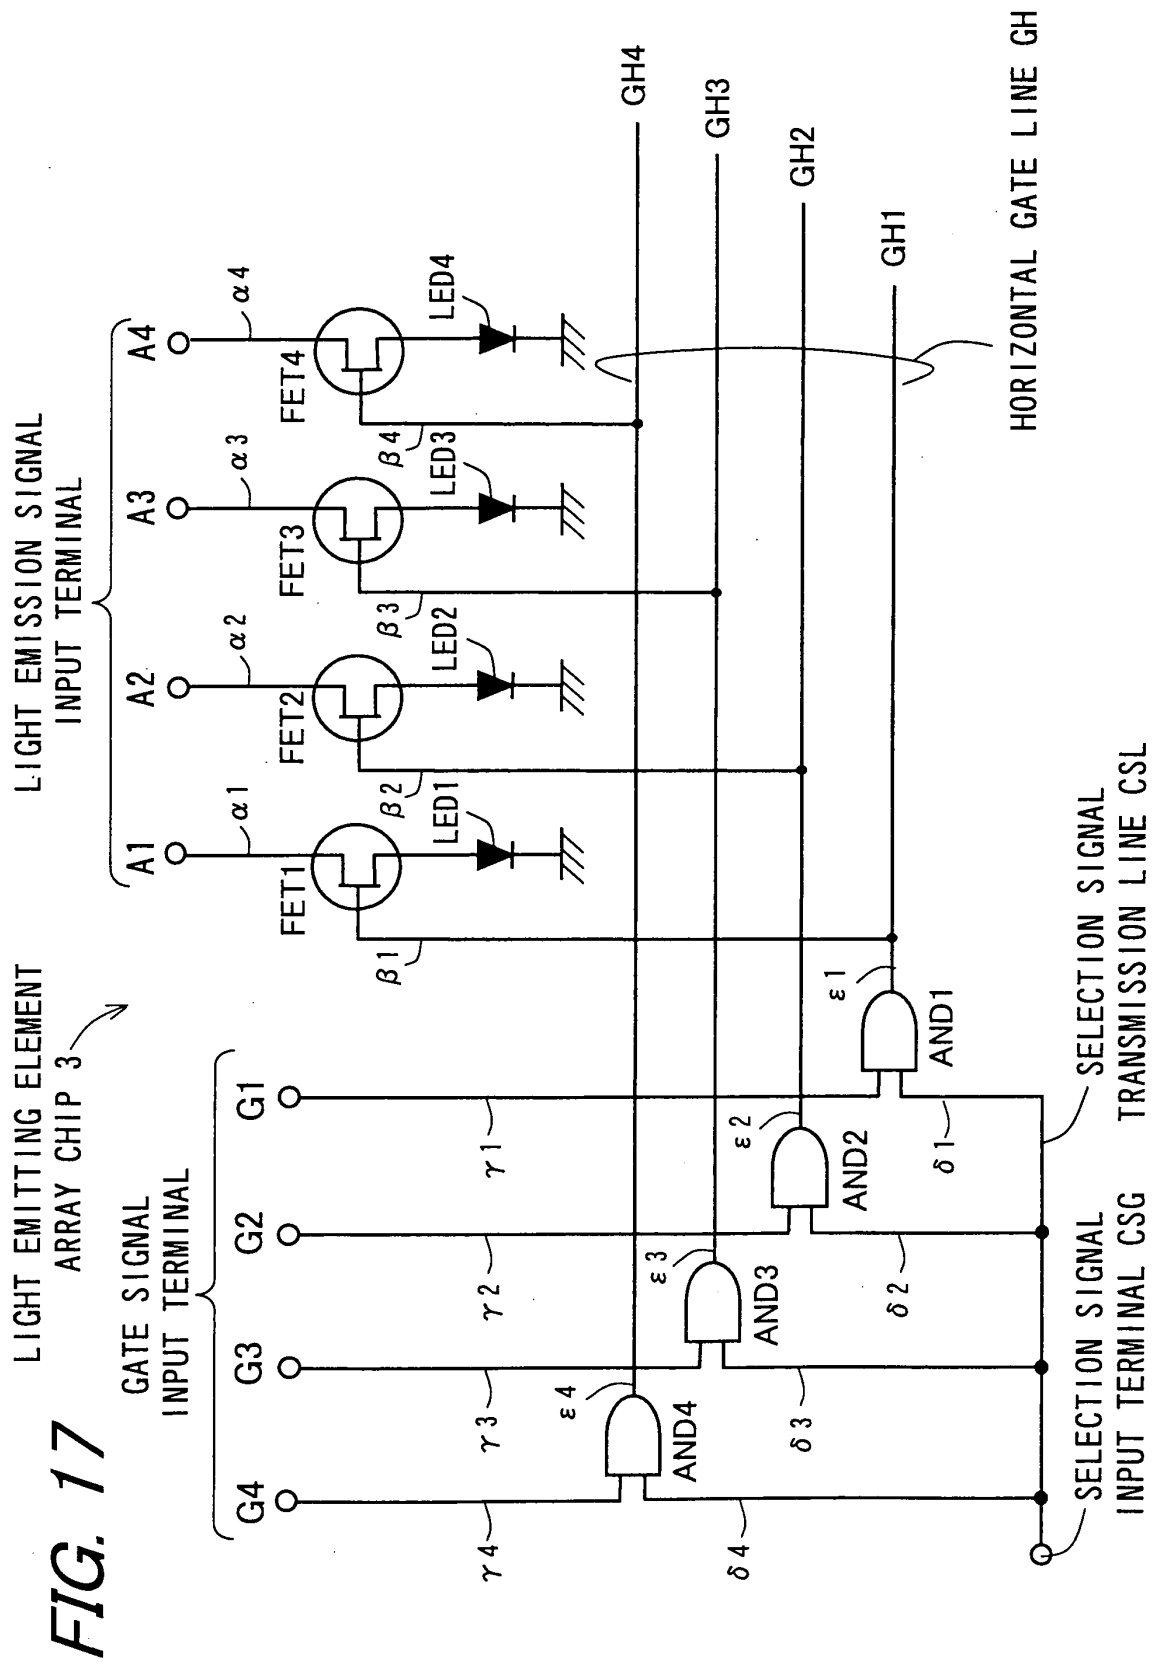 FIG. 17
LIGHT EMITTING ELEMENT
ARRAY CHIP 3
LIGHT EMISSION SIGNAL
INPUT TERMINAL
GATE SIGNAL
INPUT TERMINAL
G4
G3
G2
G1
A1
A2
A3
A4
α1
α2
α3
α4
FET1
FET2
FET3
FET4
β1
β2
β3
β4
LED1
LED2
LED3
LED4
γ4
γ3
γ2
γ1
ε4
ε3
ε2
ε1
AND4
AND3
AND2
AND1
δ4
δ3
δ2
δ1
GH4
GH3
GH2
GH1
HORIZONTAL GATE LINE GH
SELECTION SIGNAL
INPUT TERMINAL CSG
SELECTION SIGNAL
TRANSMISSION LINE CSL